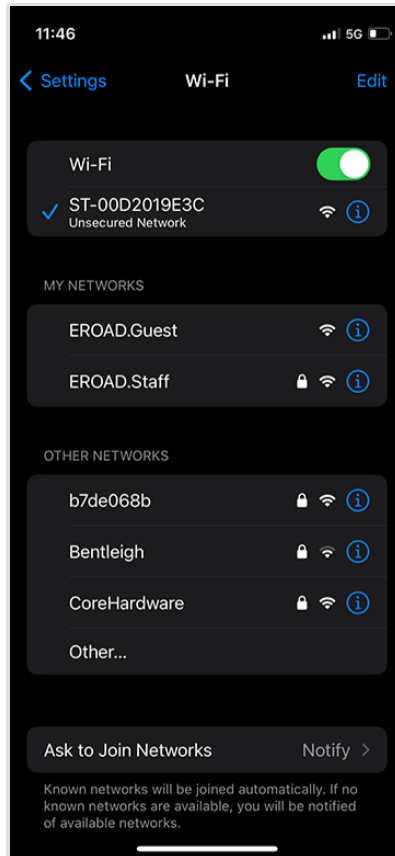 11:46
5G
Settings
Wi-Fi
Edit
Wi-Fi
ST-00D2019E3C
Unsecured Network
MY NETWORKS
EROAD.Guest
EROAD.Staff
OTHER NETWORKS
b7de068b
Bentleigh
CoreHardware
Other...
Ask to Join Networks
Notify
Known networks will be joined automatically. If no
known networks are available, you will be notified
of available networks.